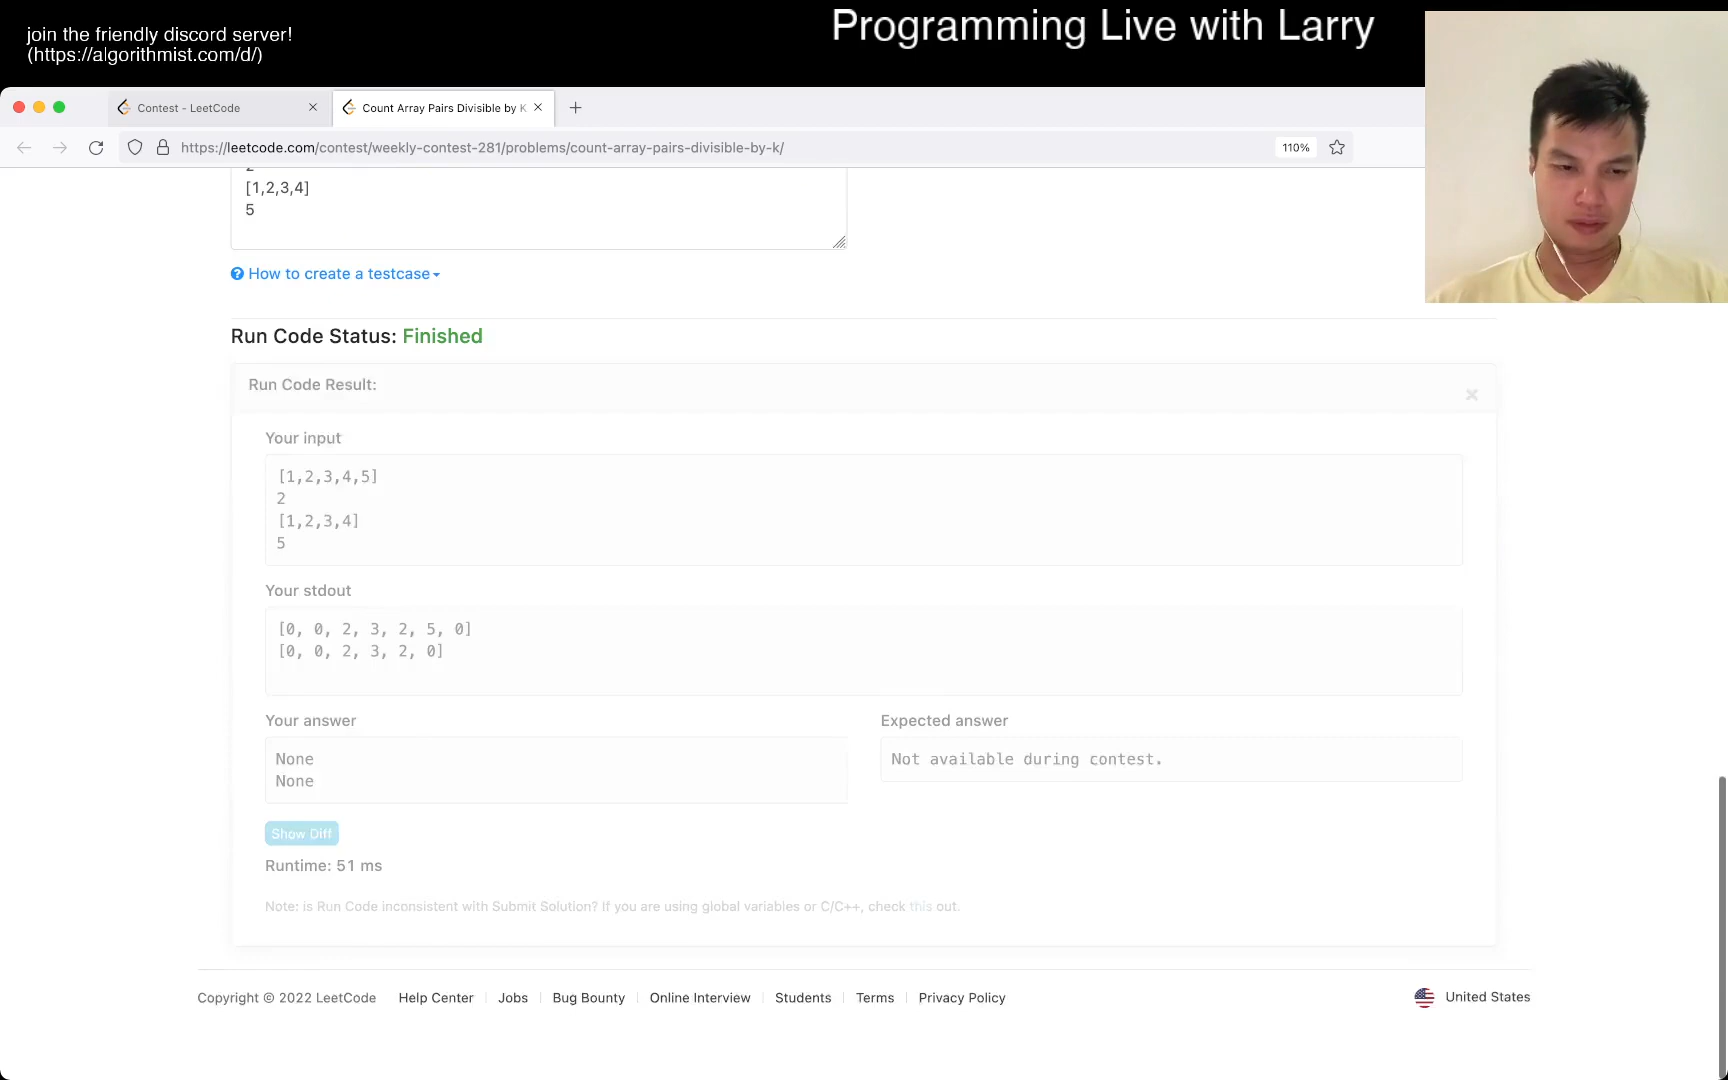 join the friendly discord server!
(https://algorithmist.com/d/)
Programming Live with Larry
Contest - LeetCode
Count Array Pairs Divisible by K
https://leetcode.com/contest/weekly-contest-281/problems/count-array-pairs-divisible-by-k/
110%
[1,2,3,4]
5
How to create a testcase
Run Code Status: Finished
Run Code Result:
Your input
[1,2,3,4,5]
2
[1,2,3,4]
5
Your stdout
[0, 0, 2, 3, 2, 5, 0]
[0, 0, 2, 3, 2, 0]
Your answer
Expected answer
None
None
Not available during contest.
Show Diff
Runtime: 51 ms
Note: is Run Code inconsistent with Submit Solution? If you are using global variables or C/C++, check this out.
Copyright © 2022 LeetCode
Help Center
Jobs
Bug Bounty
Online Interview
Students
Terms
Privacy Policy
United States